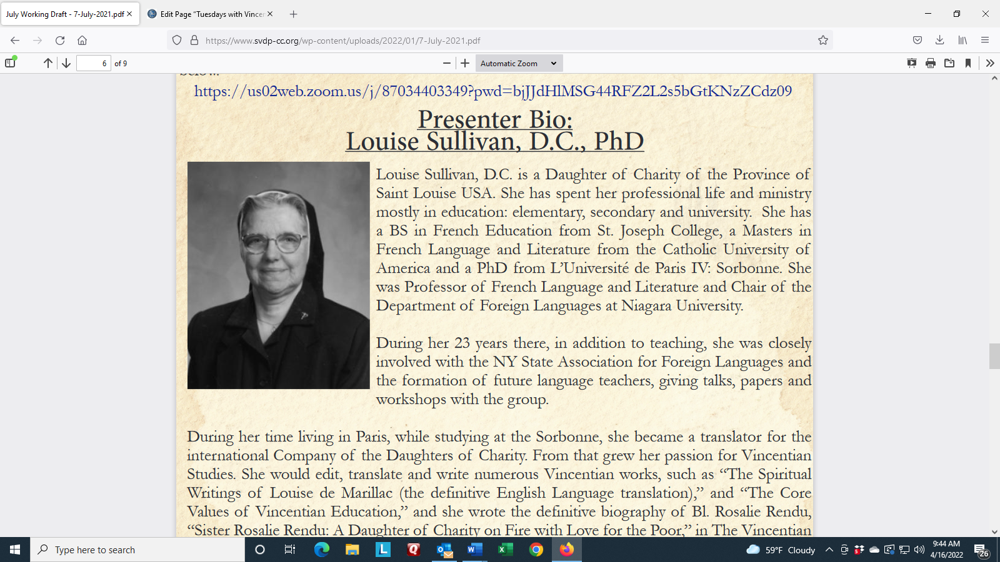 July Working Draft - 7-July-2021.pdf
Edit Page "Tuesdays with Vincen
https://www.svdp-cc.org/wp-content/uploads/2022/01/7-July-2021.pdf
6 of 9
Automatic Zoom
below.
https://us02web.zoom.us/j/87034403349?pwd=bjJJdHlMSG44RFZ2L2s5bGtKNzZCdz09
Presenter Bio:
Louise Sullivan, D.C., PhD
Louise Sullivan, D.C. is a Daughter of Charity of the Province of
Saint Louise USA. She has spent her professional life and ministry
mostly in education: elementary, secondary and university. She has
a BS in French Education from St. Joseph College, a Masters in
French Language and Literature from the Catholic University of
America and a PhD from L’Université de Paris IV: Sorbonne. She
was Professor of French Language and Literature and Chair of the
Department of Foreign Languages at Niagara University.
During her 23 years there, in addition to teaching, she was closely
involved with the NY State Association for Foreign Languages and
the formation of future language teachers, giving talks, papers and
workshops with the group.
During her time living in Paris, while studying at the Sorbonne, she became a translator for the
international Company of the Daughters of Charity. From that grew her passion for Vincentian
Studies. She would edit, translate and write numerous Vincentian works, such as “The Spiritual
Writings of Louise de Marillac (the definitive English Language translation),” and “The Core
Values of Vincentian Education,” and she wrote the definitive biography of Bl. Rosalie Rendu,
“Sister Rosalie Rendu: A Daughter of Charity on Fire with Love for the Poor,” in The Vincentian
Type here to search
59°F Cloudy
9:44 AM
4/16/2022
26